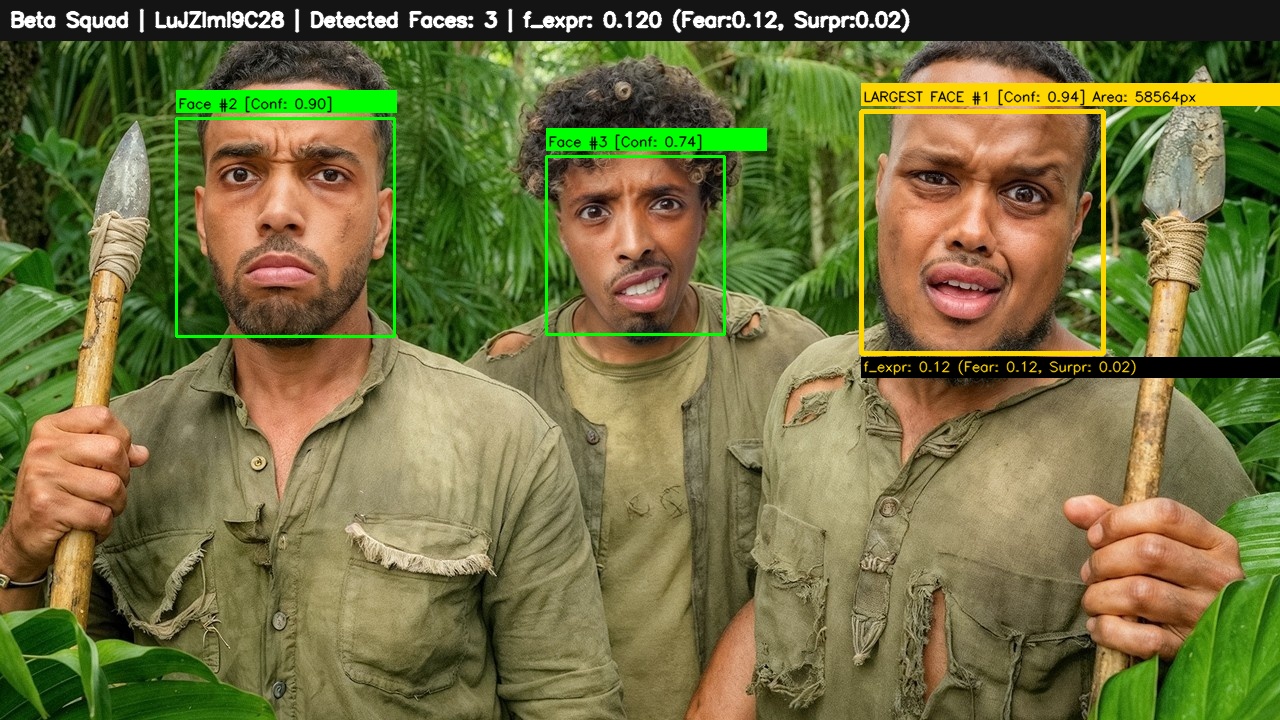 Beta Squad | LuJZImI9C28 | Detected Faces: 3 | f_expr: 0.120 (Fear:0.12, Surpr:0.02)
LARGEST FACE #1 [Conf: 0.94] Area: 58564px
Face #2 [Conf: 0.90]
Face #3 [Conf: 0.74]
f_expr: 0.12 (Fear: 0.12, Surpr: 0.02)